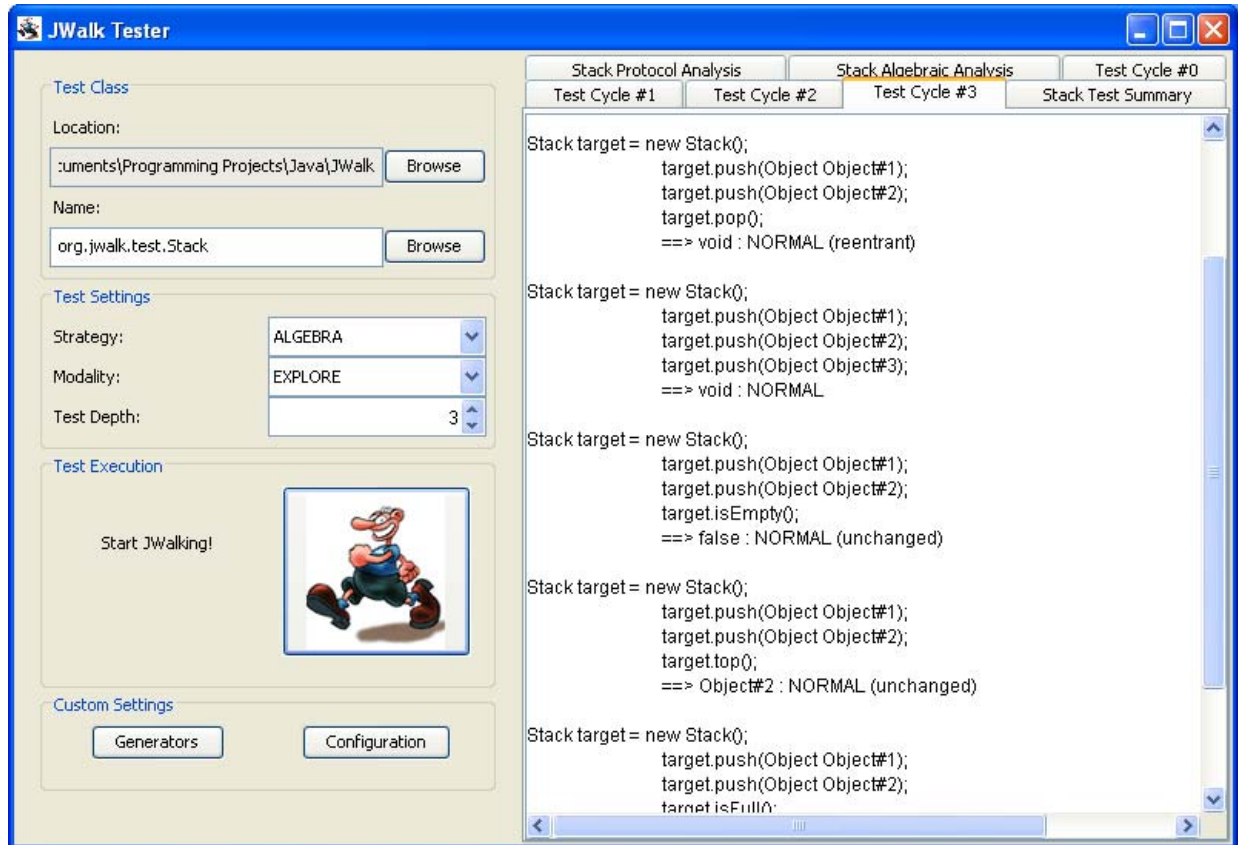 JWalk Tester
Test Class
Location:
:uments\Programming Projects\Java\JWalk
Browse
Name:
org.jwalk.test.Stack
Browse
Test Settings
Strategy:
ALGEBRA
Modality:
EXPLORE
Test Depth:
3
Test Execution
Start JWalking!
Custom Settings
Generators
Configuration
Stack Protocol Analysis
Stack Algebraic Analysis
Test Cycle #0
Test Cycle #1
Test Cycle #2
Test Cycle #3
Stack Test Summary
Stack target = new Stack();
target.push(Object Object#1);
target.push(Object Object#2);
target.pop();
==> void : NORMAL (reentrant)
Stack target = new Stack();
target.push(Object Object#1);
target.push(Object Object#2);
target.push(Object Object#3);
==> void : NORMAL
Stack target = new Stack();
target.push(Object Object#1);
target.push(Object Object#2);
target.isEmpty();
==> false : NORMAL (unchanged)
Stack target = new Stack();
target.push(Object Object#1);
target.push(Object Object#2);
target.top();
==> Object#2 : NORMAL (unchanged)
Stack target = new Stack();
target.push(Object Object#1);
target.push(Object Object#2);
target.isFull();